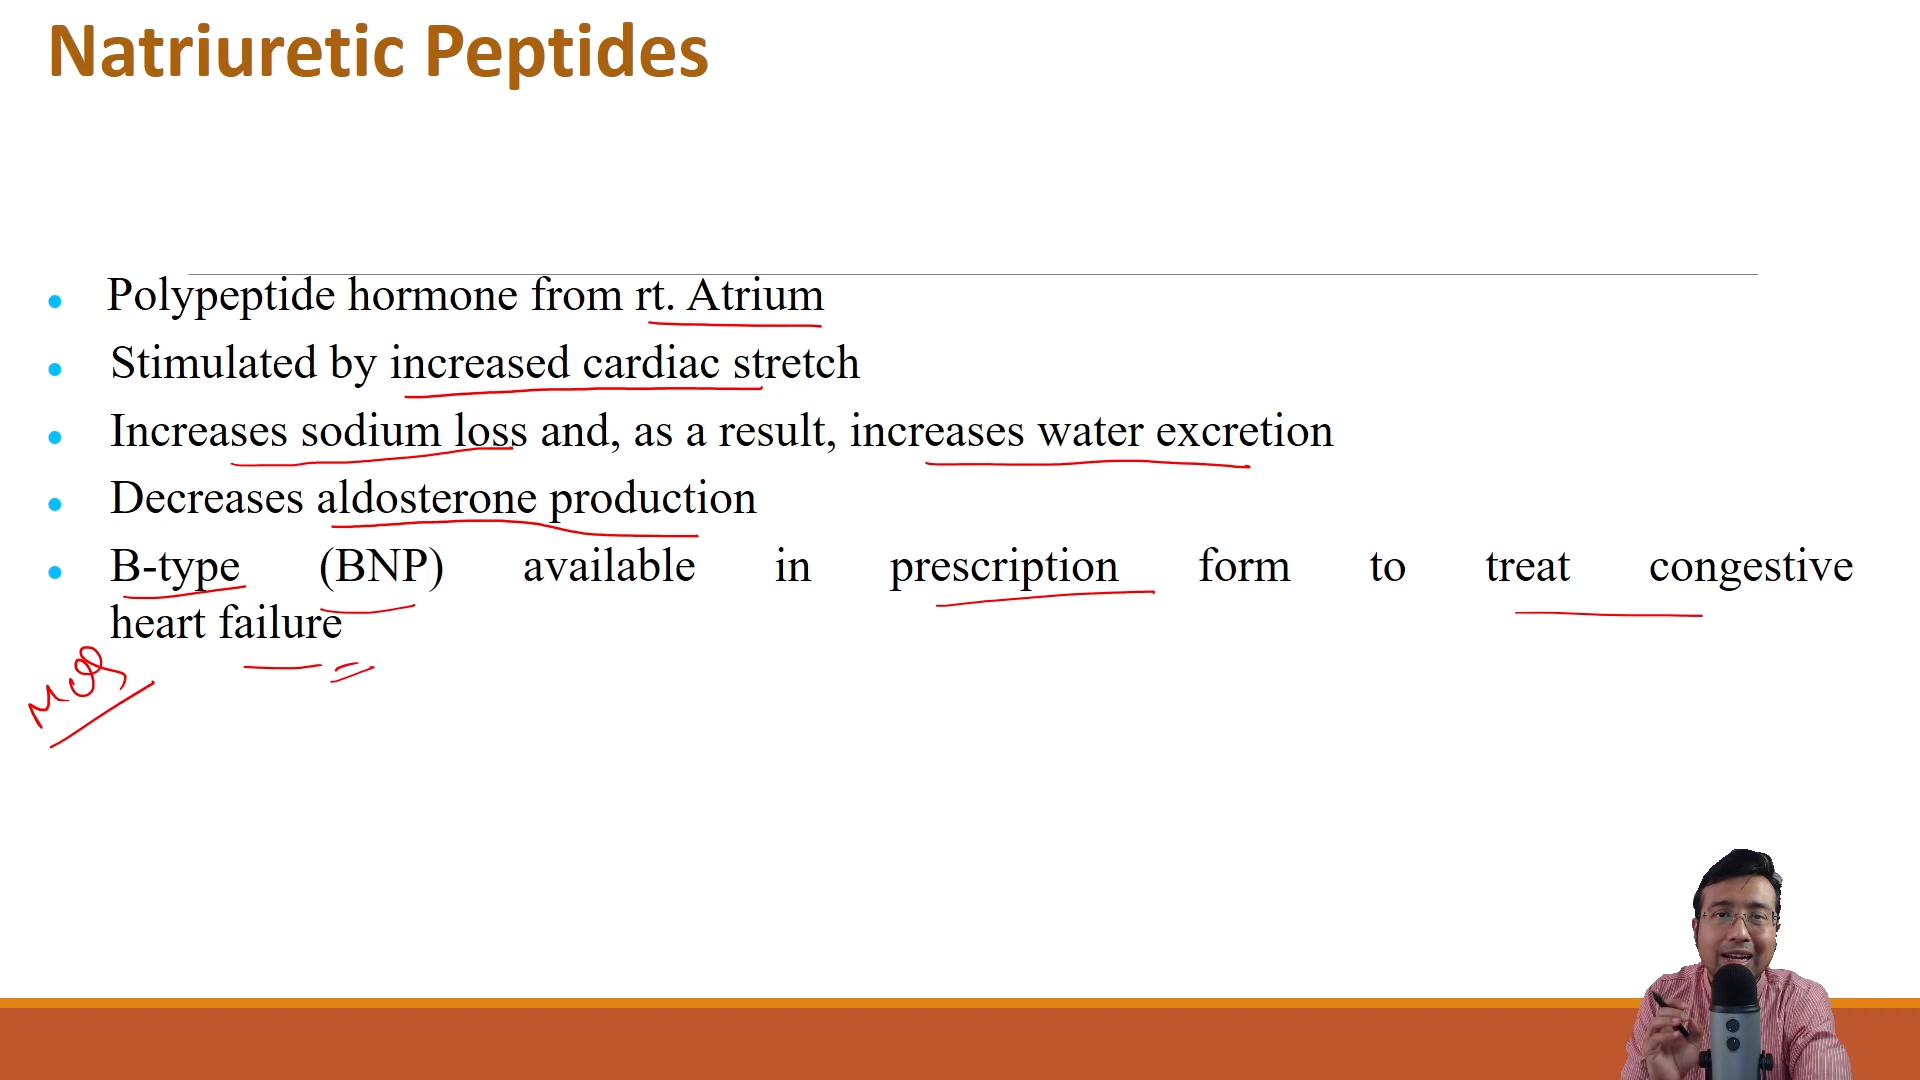 Natriuretic Peptides
Polypeptide hormone from rt. Atrium
Stimulated by increased cardiac stretch
Increases sodium loss and, as a result, increases water excretion
Decreases aldosterone production
B-type (BNP) available in prescription form to treat congestive
heart failure